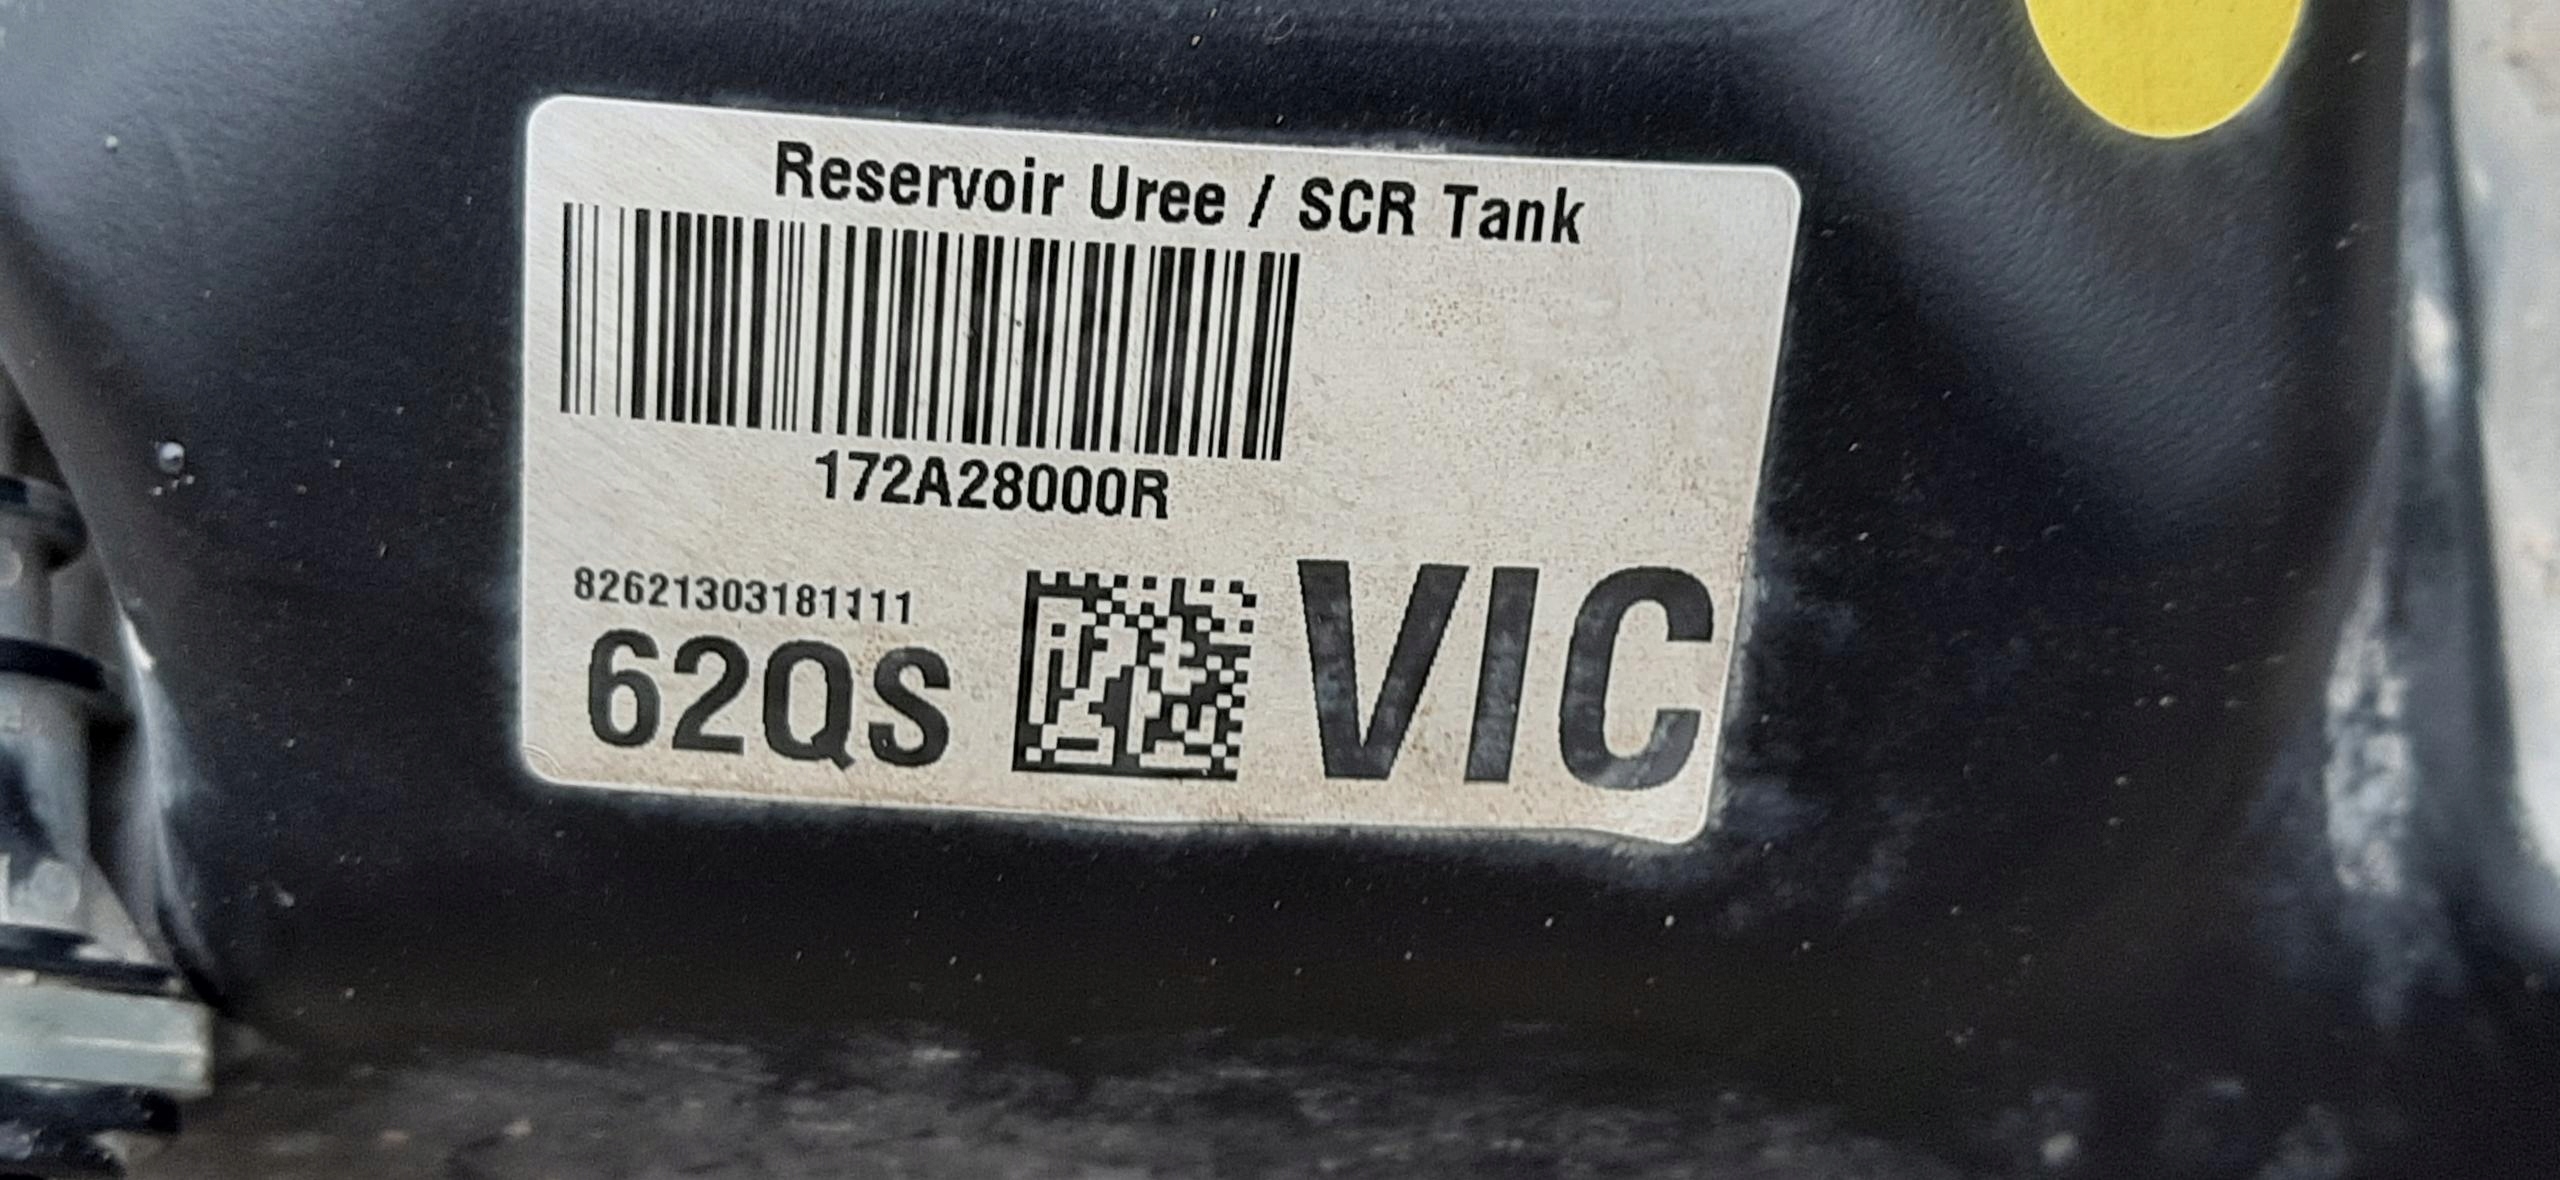 Reservoir Uree / SCR Tank
172A28000R
82621303181111
62QS
VIC